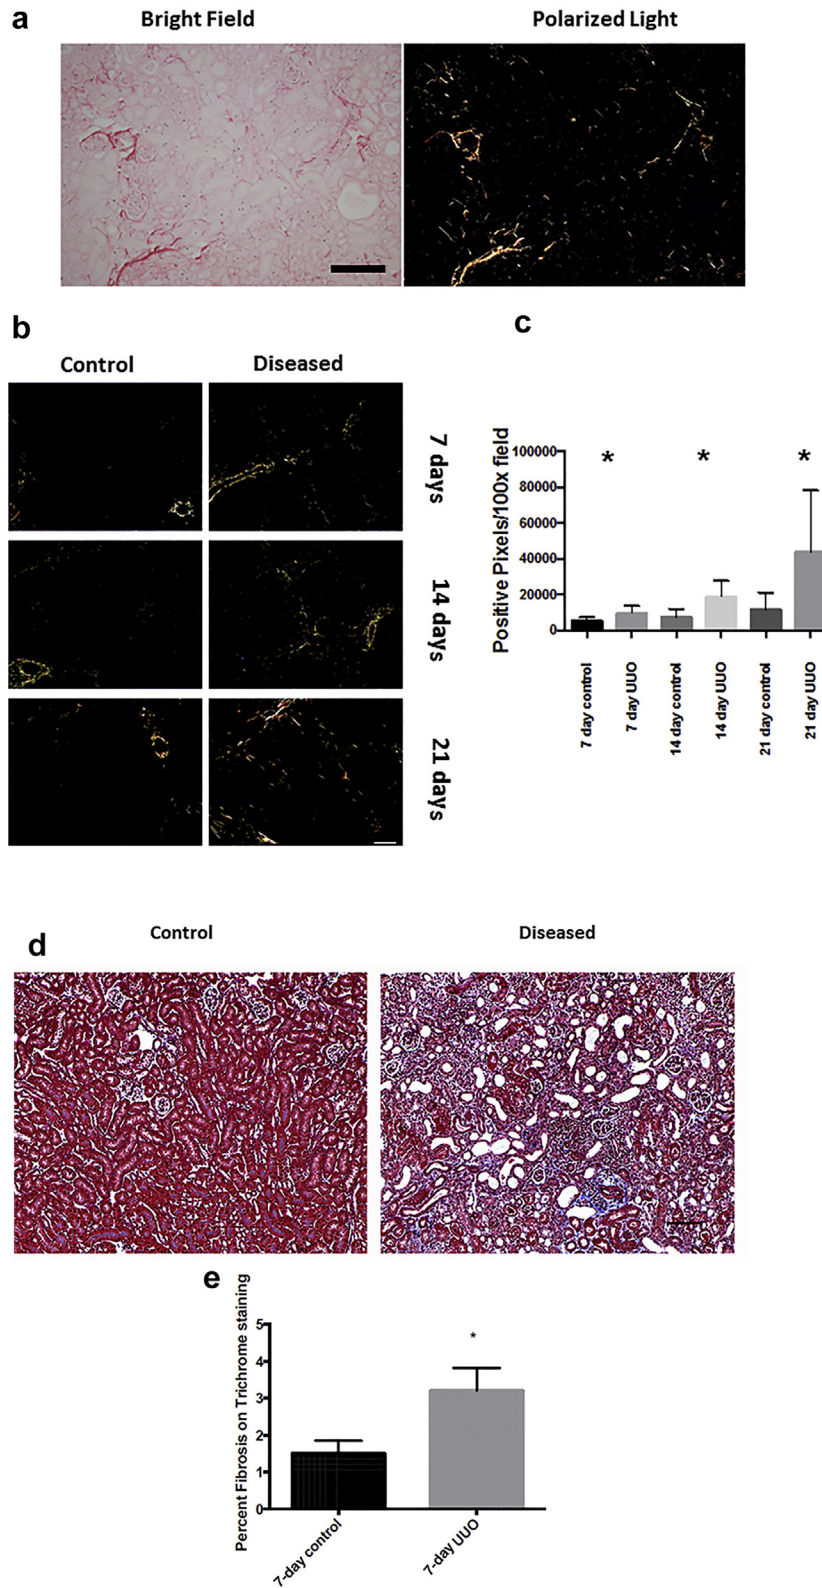 a
Bright Field
Polarized Light
b
Control
Diseased
7 days
14 days
21 days
c
Positive Pixels/100x field
100000
80000
60000
40000
20000
0
*
*
*
7 day control
7 day UUO
14 day control
14 day UUO
21 day control
21 day UUO
d
Control
Diseased
e
Percent Fibrosis on Trichrome staining
5
4
3
2
1
0
*
7-day control
7-day UUO